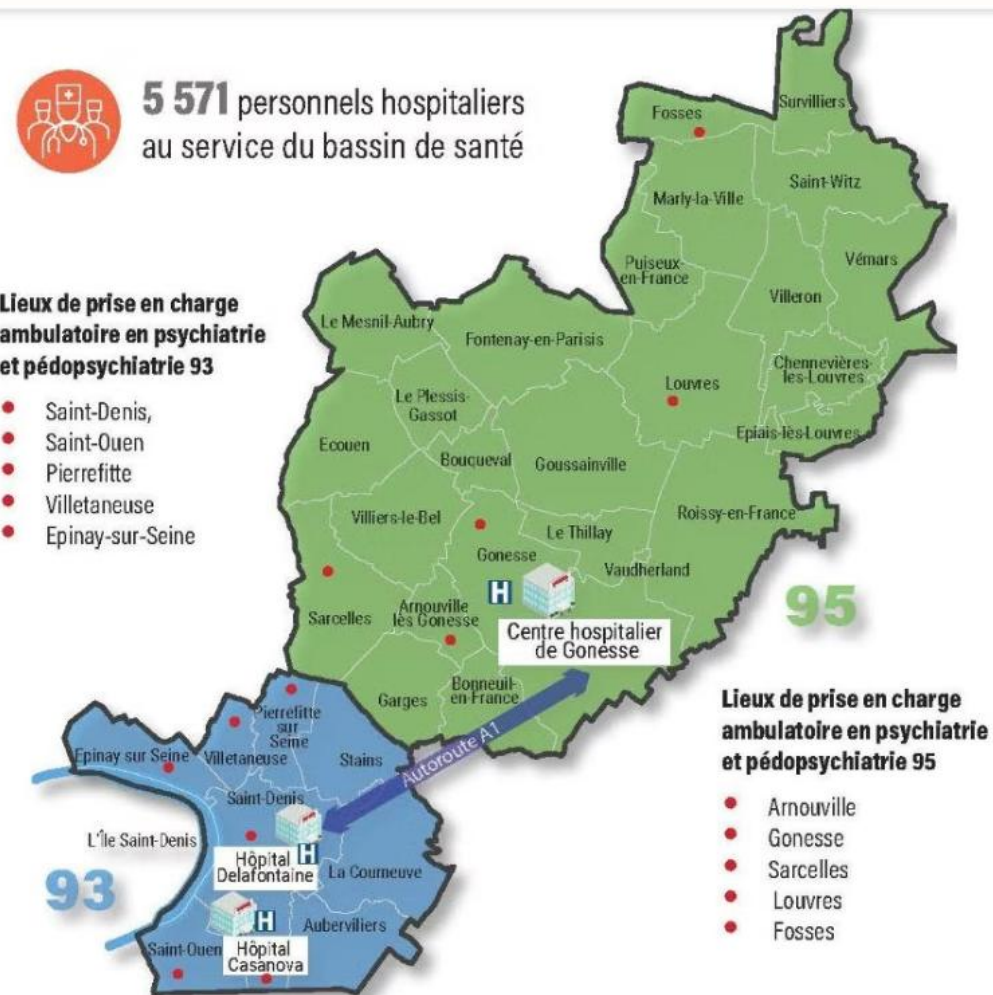 5 571 personnels hospitaliers
au service du bassin de santé
Lieux de prise en charge
ambulatoire en psychiatrie
et pédopsychiatrie 93
Saint-Denis,
Saint-Ouen
Pierrefitte
Villetaneuse
Epinay-sur-Seine
Fosses
Survilliers
Marly-la-Ville
Saint-Witz
Puiseux-
en-France
Vémars
Villeron
Le Mesnil-Aubry
Fontenay-en-Parisis
Chennevières-
les-Louvres
Louvres
Le Plessis-
Gassot
Epiais-lès-Louvres
Ecouen
Bouqueval
Goussainville
Villiers-le-Bel
Roissy-en-France
Le Thillay
Gonesse
Vaudherland
H
Sarcelles
Arnouville
lès Gonesse
Centre hospitalier
de Gonesse
95
Garges
Bonneuil-
en-France
Autoroute A1
Pierrefitte
sur
Seine
Epinay sur Seine
Villetaneuse
Stains
Saint-Denis
L'Île Saint-Denis
H
Hôpital
Delafontaine
La Courneuve
93
H
Aubervilliers
Saint-Ouen
Hôpital
Casanova
Lieux de prise en charge
ambulatoire en psychiatrie
et pédopsychiatrie 95
Arnouville
Gonesse
Sarcelles
Louvres
Fosses